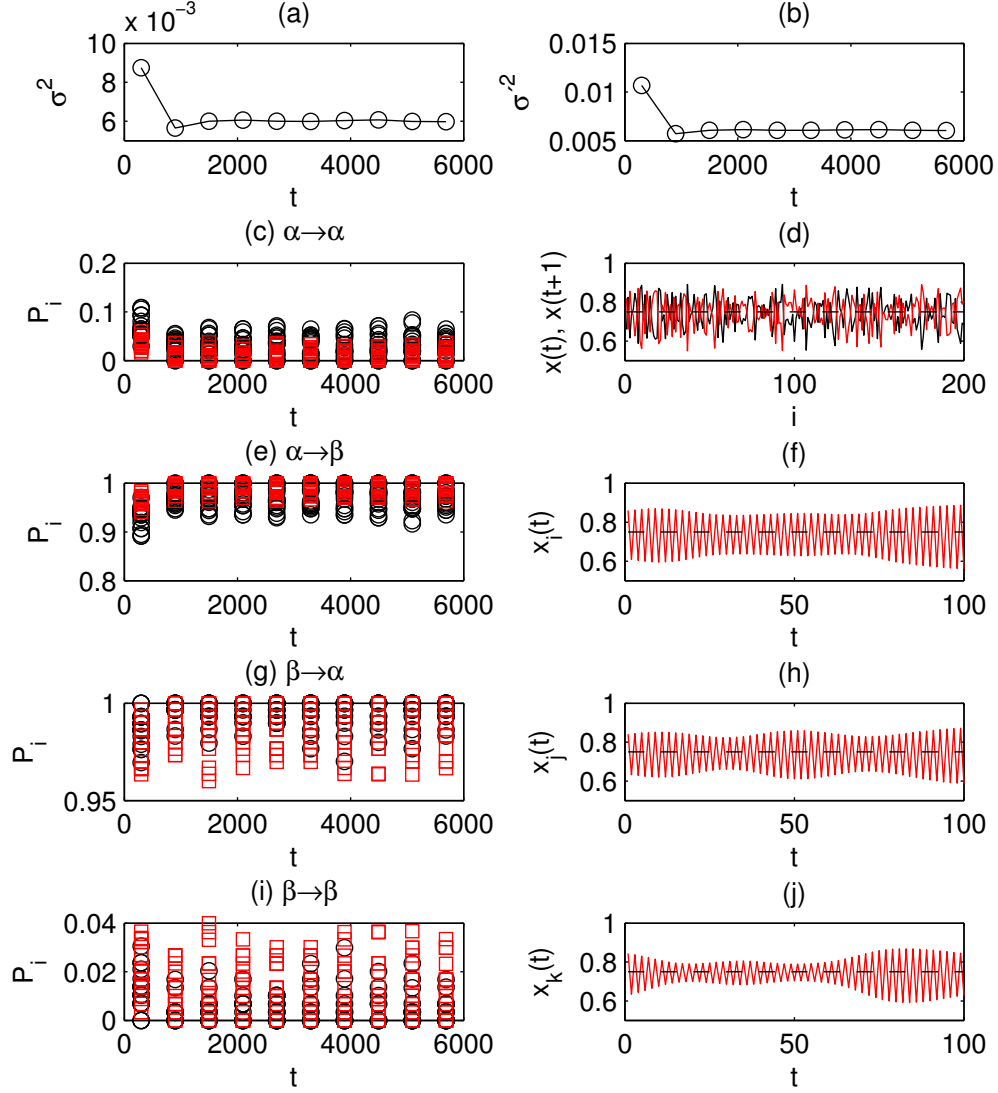 (a)
x 10⁻³
10
8
6
σ²
0 2000 4000 6000
t
(b)
0.015
0.01
0.005
σ′²
0 2000 4000 6000
t
(c) α→α
0.2
0.1
0
P_i
0 2000 4000 6000
t
(d)
1
0.8
0.6
x(t), x(t+1)
0 100 200
i
(e) α→β
1
0.9
0.8
P_i
0 2000 4000 6000
t
(f)
1
0.8
0.6
x_i(t)
0 50 100
t
(g) β→α
1
0.95
P_i
0 2000 4000 6000
t
(h)
1
0.8
0.6
x_j(t)
0 50 100
t
(i) β→β
0.04
0.02
0
P_i
0 2000 4000 6000
t
(j)
1
0.8
0.6
x_k(t)
0 50 100
t